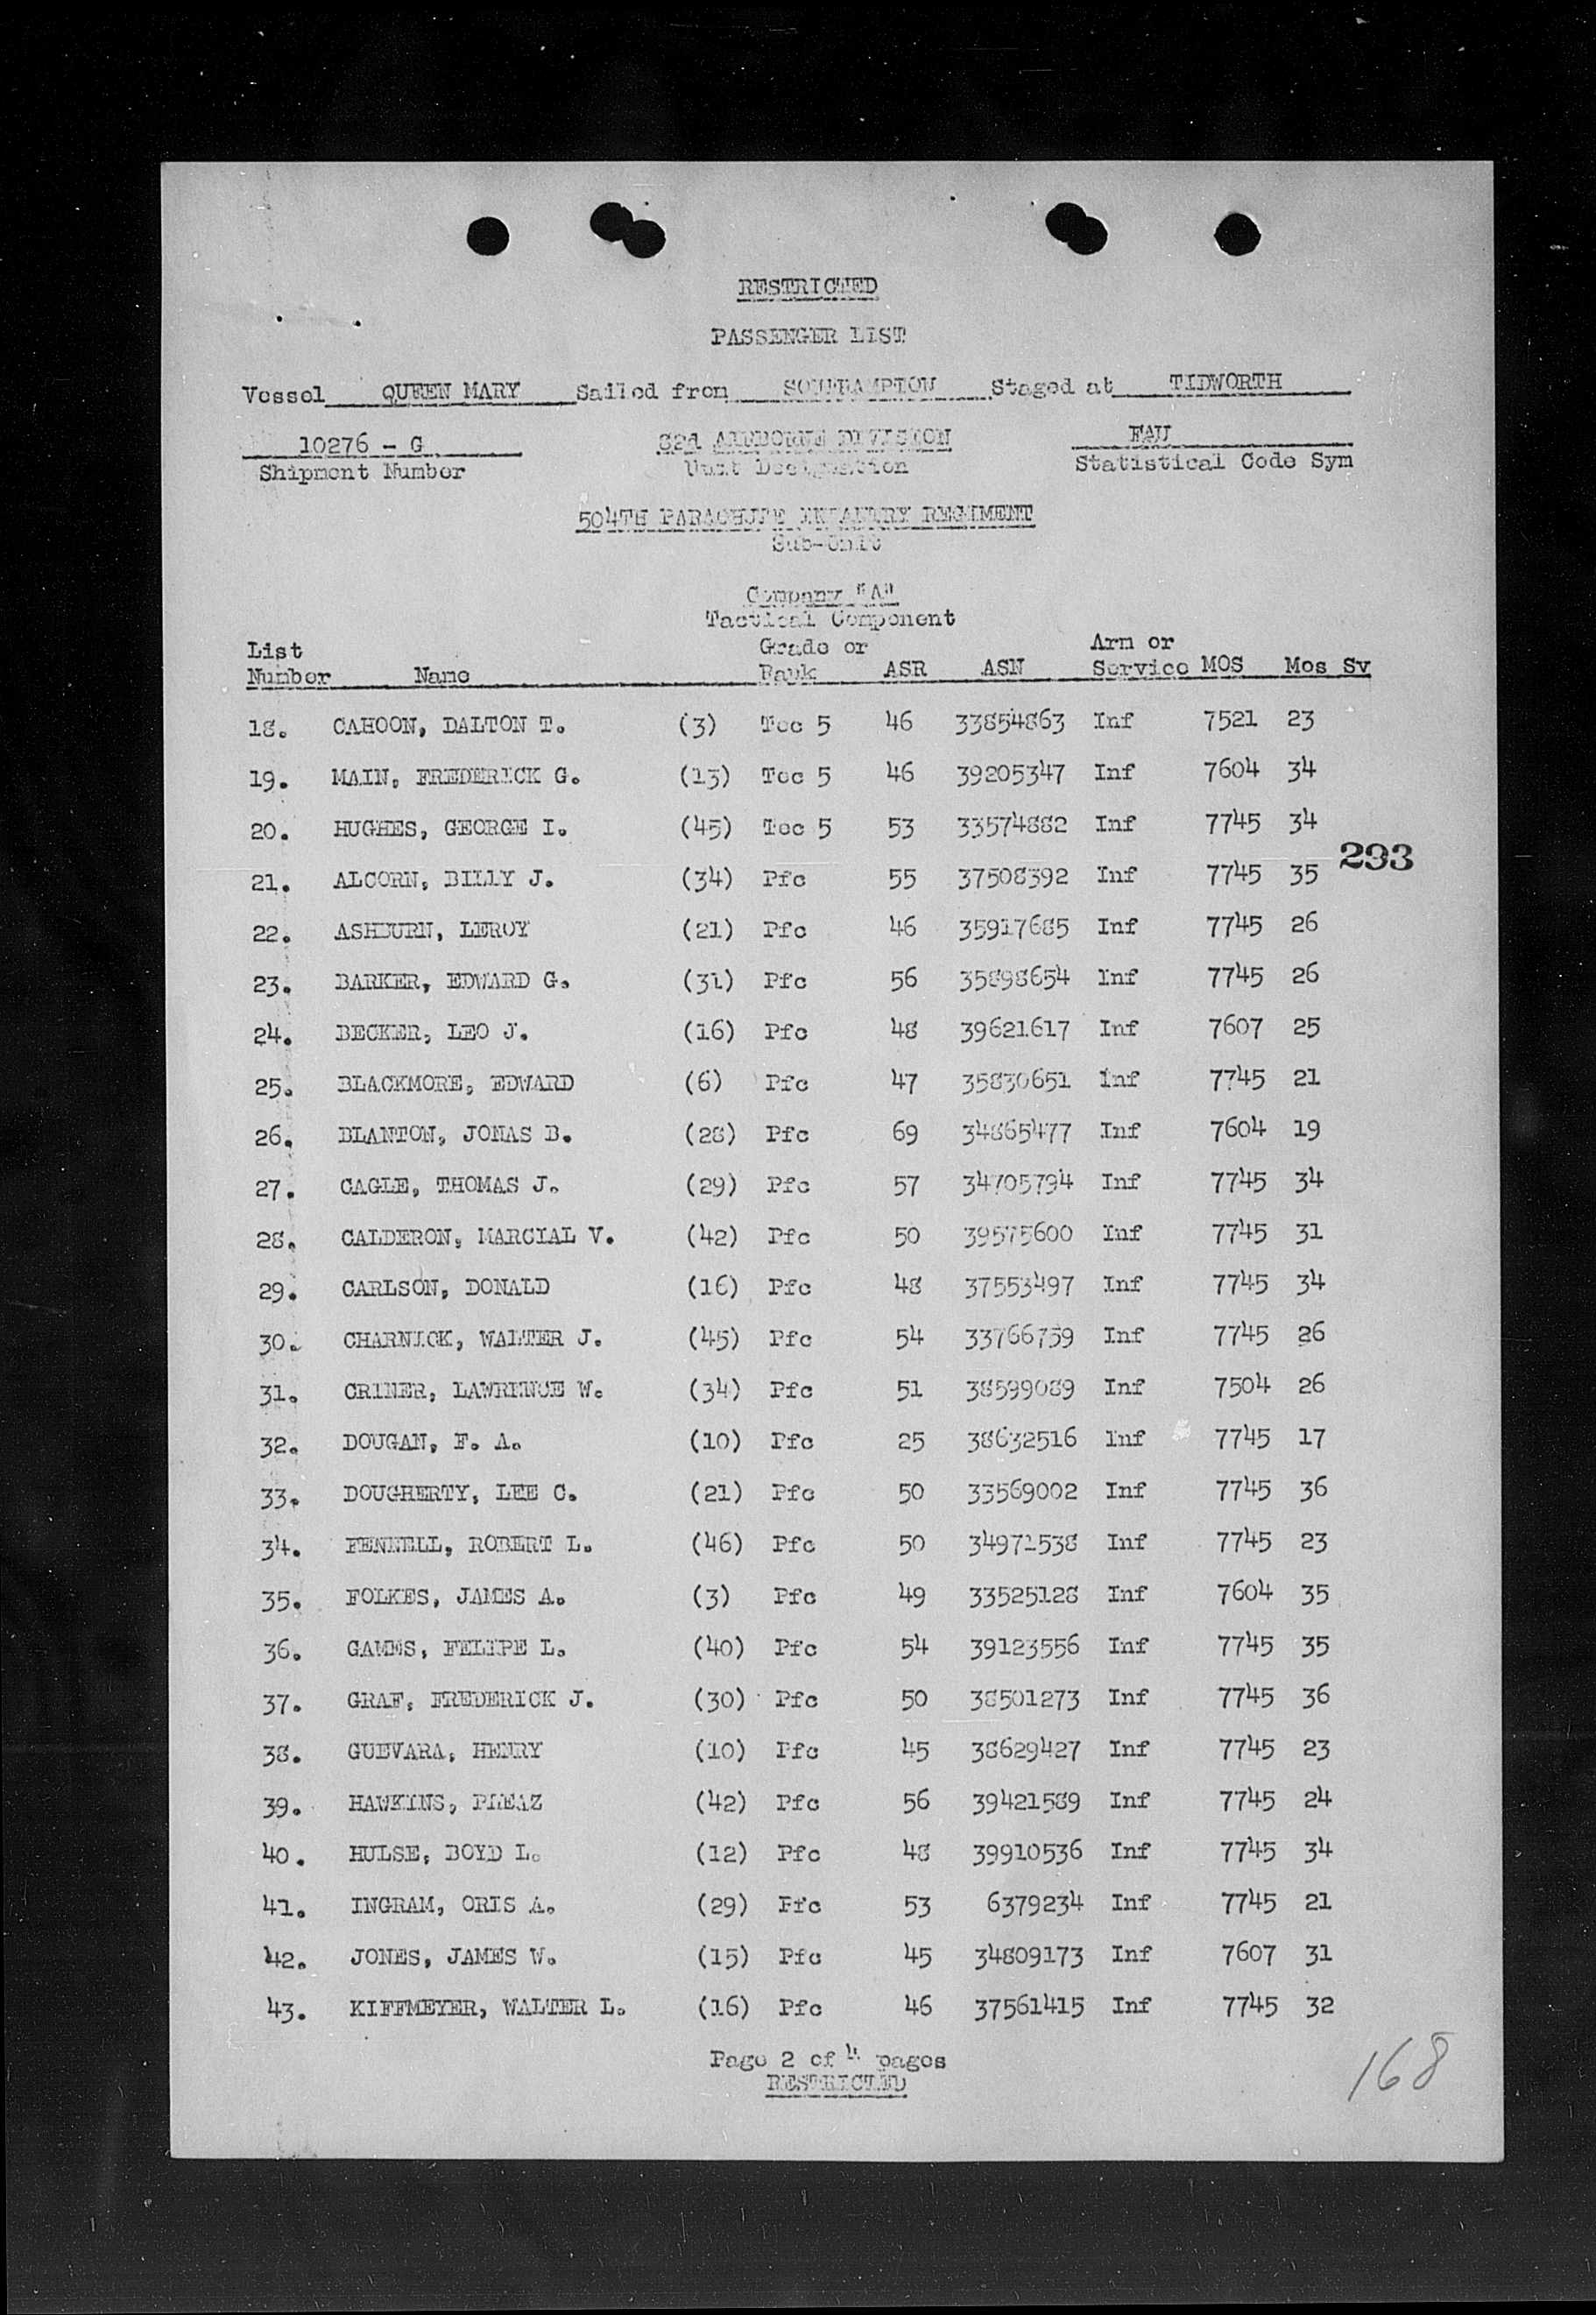 RESTRICTED
PASSENGER LIST
Vessel QUEEN MARY Sailed from SOUTHAMPTON Staged at TIDWORTH
10276 - G 82d AIRBORNE DIVISION FAU
Shipment Number Unit Designation Statistical Code Sym
504TH PARACHUTE INFANTRY REGIMENT
Sub-Unit
Company "A"
Tactical Component
List Grade or Arm or
Number Name Rank ASR ASN Service MOS Mos Sv
18. CAHOON, DALTON T. (3) Tec 5 46 33854863 Inf 7521 23
19. MAIN, FREDERICK G. (13) Tec 5 46 39205347 Inf 7604 34
20. HUGHES, GEORGE I. (45) Tec 5 53 33574882 Inf 7745 34
293
21. ALCORN, BILLY J. (34) Pfc 55 37508392 Inf 7745 35
22. ASHBURN, LEROY (21) Pfc 46 35917685 Inf 7745 26
23. BARKER, EDWARD G. (31) Pfc 56 35898654 Inf 7745 26
24. BECKER, LEO J. (16) Pfc 48 39621617 Inf 7607 25
25. BLACKMORE, EDWARD (6) Pfc 47 35830651 Inf 7745 21
26. BLANTON, JONAS B. (28) Pfc 69 34865477 Inf 7604 19
27. CAGLE, THOMAS J. (29) Pfc 57 34705794 Inf 7745 34
28. CALDERON, MARCIAL V. (42) Pfc 50 39575600 Inf 7745 31
29. CARLSON, DONALD (16) Pfc 48 37553497 Inf 7745 34
30. CHARNICK, WALTER J. (45) Pfc 54 33766759 Inf 7745 26
31. CRINER, LAWRENCE W. (34) Pfc 51 38599089 Inf 7504 26
32. DOUGAN, F. A. (10) Pfc 25 38632516 Inf 7745 17
33. DOUGHERTY, LEE C. (21) Pfc 50 33569002 Inf 7745 36
34. FENNELL, ROBERT L. (46) Pfc 50 34971538 Inf 7745 23
35. FOLKES, JAMES A. (3) Pfc 49 33525128 Inf 7604 35
36. GAMES, FELIPE L. (40) Pfc 54 39123556 Inf 7745 35
37. GRAF, FREDERICK J. (30) Pfc 50 38501273 Inf 7745 36
38. GUEVARA, HENRY (10) Pfc 45 38629427 Inf 7745 23
39. HAWKINS, PLEAZ (42) Pfc 56 39421589 Inf 7745 24
40. HULSE, BOYD L. (12) Pfc 48 39910536 Inf 7745 34
41. INGRAM, ORIS A. (29) Pfc 53 6379234 Inf 7745 21
42. JONES, JAMES W. (15) Pfc 45 34809173 Inf 7607 31
43. KIFFMEYER, WALTER L. (16) Pfc 46 37561415 Inf 7745 32
Page 2 of 4 pages
RESTRICTED
168